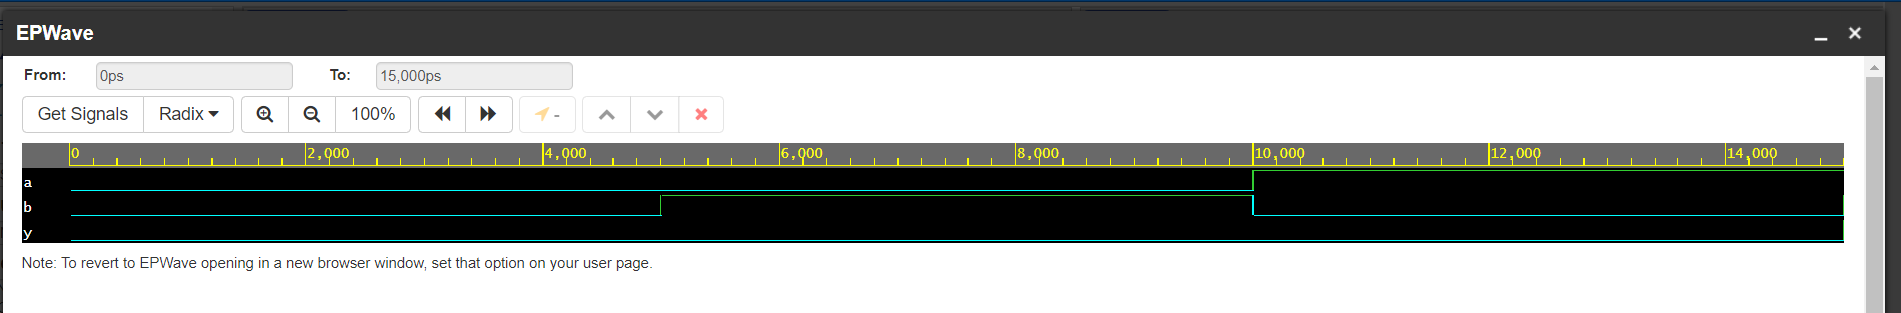 EPWave
From: 0ps To: 15,000ps
Get Signals Radix 100% -
0 2,000 4,000 6,000 8,000 10,000 12,000 14,000
a
b
y
Note: To revert to EPWave opening in a new browser window, set that option on your user page.